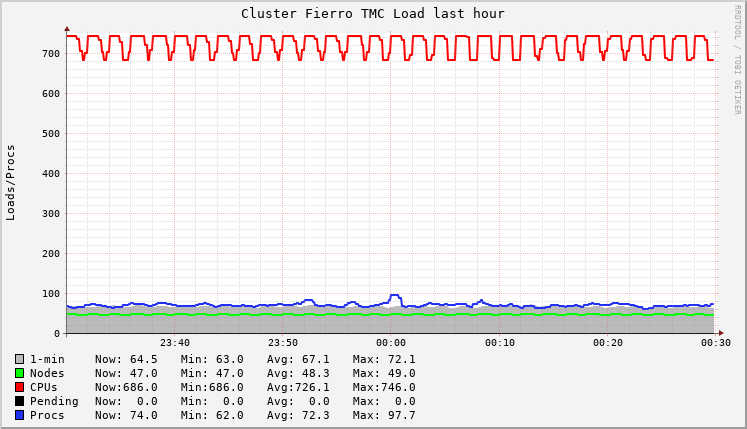 Cluster Fierro TMC Load last hour
RRDTOOL / TOBI OETIKER
Loads/Procs
700
600
500
400
300
200
100
0
23:40 23:50 00:00 00:10 00:20 00:30
1-min Now: 64.5 Min: 63.0 Avg: 67.1 Max: 72.1
Nodes Now: 47.0 Min: 47.0 Avg: 48.3 Max: 49.0
CPUs Now:686.0 Min:686.0 Avg:726.1 Max:746.0
Pending Now: 0.0 Min: 0.0 Avg: 0.0 Max: 0.0
Procs Now: 74.0 Min: 62.0 Avg: 72.3 Max: 97.7